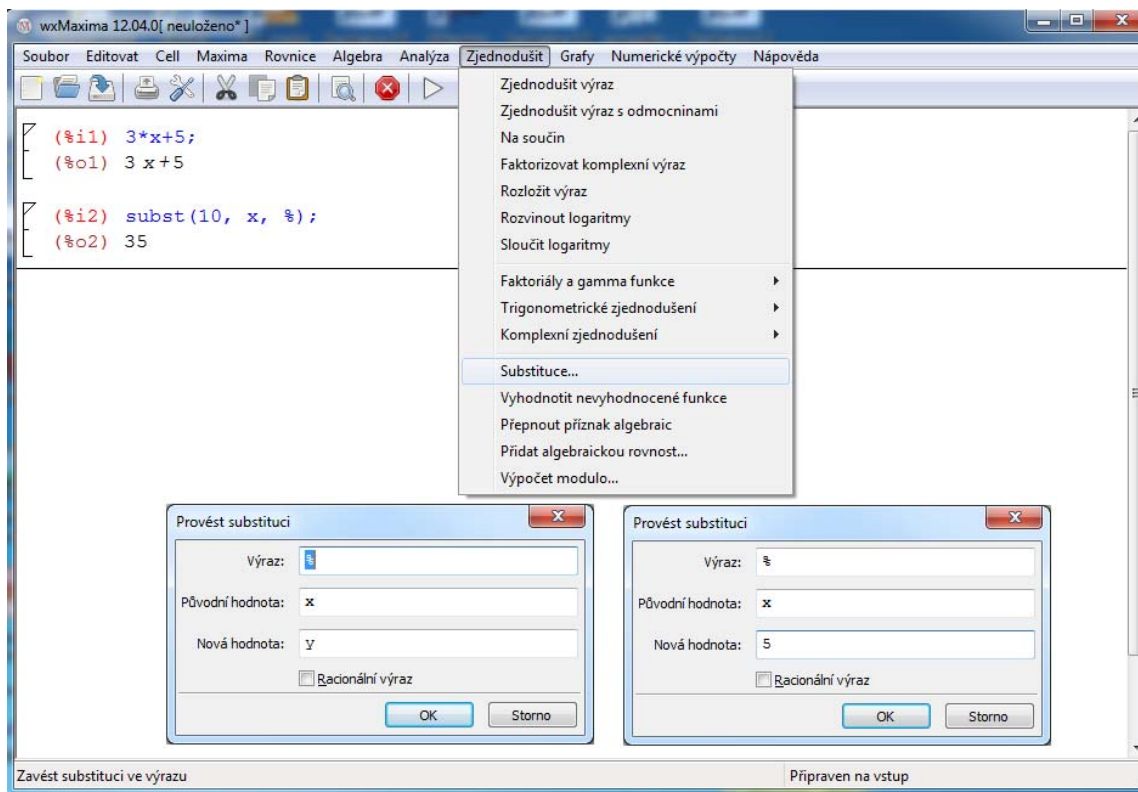 wxMaxima 12.04.0[ neuloženo* ]
Soubor Editovat Cell Maxima Rovnice Algebra Analýza Zjednodušit Grafy Numerické výpočty Nápověda
(%i1) 3*x+5;
(%o1) 3 x+5
(%i2) subst(10, x, %);
(%o2) 35
Zjednodušit výraz
Zjednodušit výraz s odmocninami
Na součin
Faktorizovat komplexní výraz
Rozložit výraz
Rozvinout logaritmy
Sloučit logaritmy
Faktoriály a gamma funkce
Trigonometrické zjednodušení
Komplexní zjednodušení
Substituce...
Vyhodnotit nevyhodnocené funkce
Přepnout příznak algebraic
Přidat algebraickou rovnost...
Výpočet modulo...
Provést substituci
Výraz: %
Původní hodnota: x
Nová hodnota: y
Racionální výraz
OK Storno
Provést substituci
Výraz: %
Původní hodnota: x
Nová hodnota: 5
Racionální výraz
OK Storno
Zavést substituci ve výrazu
Připraven na vstup